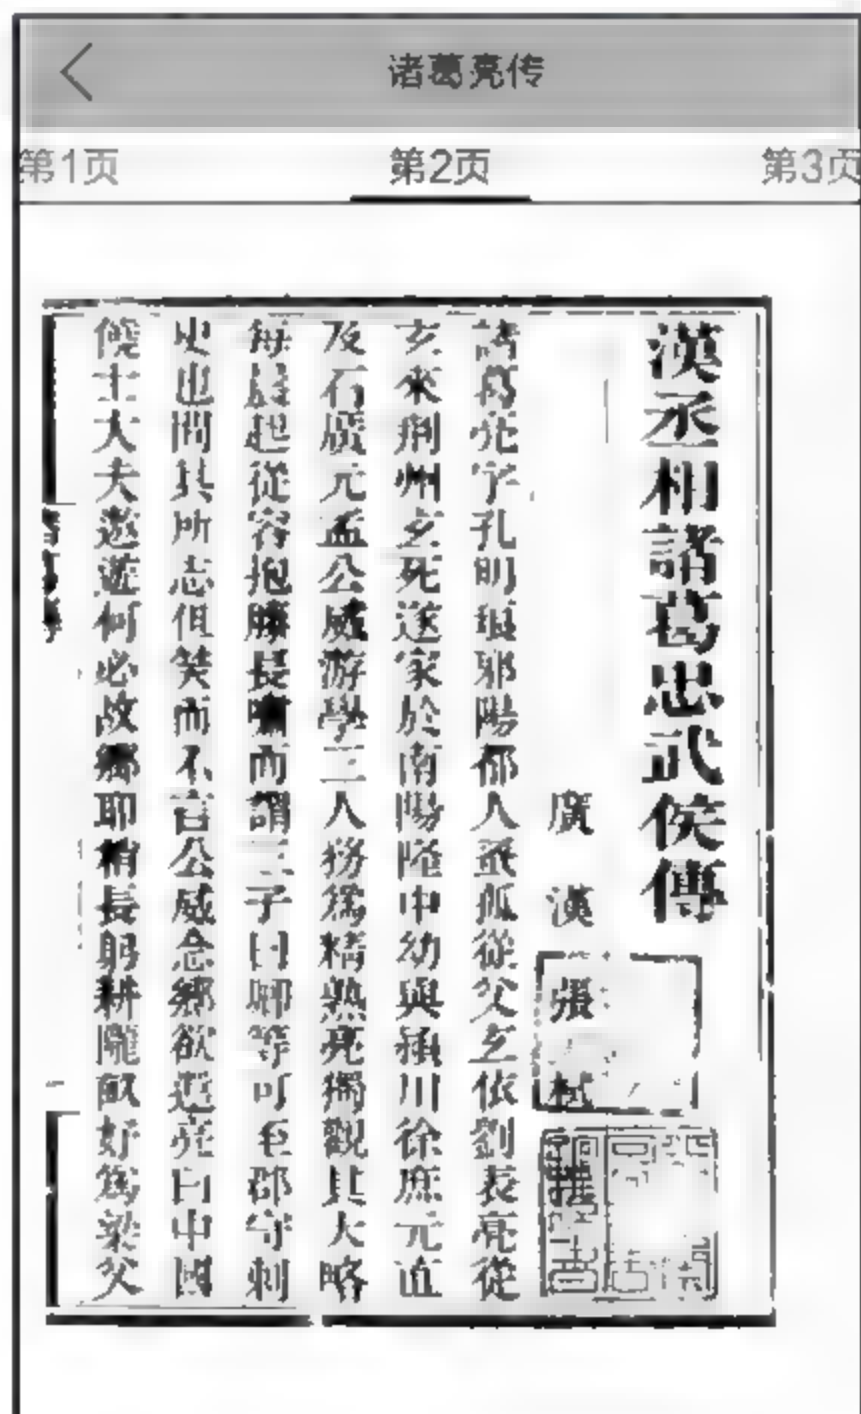 诸葛亮传
第1页 第2页 第3页
漢丞相諸葛忠武侯傳
廣漢張栻撰
諸葛亮字孔明琅邪陽都人蚤孤從父玄依劉表亮從
玄來荆州玄死遂家於南陽隆中幼與潁川徐庶元直
及石廣元孟公威游學三人務為精熟亮獨觀其大略
每晨起從容抱膝長嘯而謂三子曰卿等可至郡守刺
史也問其所志但笑而不言公威念鄉欲還亮曰中國
饒士大夫遨遊何必故鄉耶稍長躬耕隴畝好為梁父